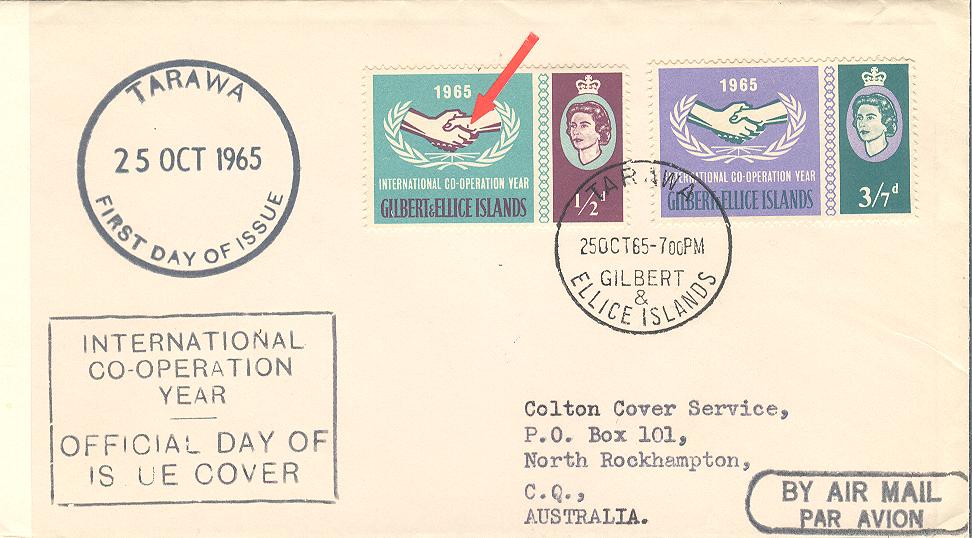 TARAWA
25 OCT 1965
FIRST DAY OF ISSUE
1965
INTERNATIONAL CO-OPERATION YEAR
GILBERT & ELLICE ISLANDS
1/2d
1965
INTERNATIONAL CO-OPERATION YEAR
GILBERT & ELLICE ISLANDS
3/7d
TARAWA
25OCT65-700PM
GILBERT
&
ELLICE ISLANDS
INTERNATIONAL
CO-OPERATION
YEAR
OFFICIAL DAY OF
IS UE COVER
Colton Cover Service,
P.O. Box 101,
North Rockhampton,
C.Q.,
AUSTRALIA.
BY AIR MAIL
PAR AVION